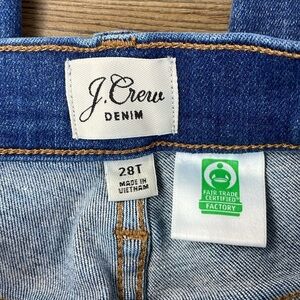 J.Crew
DENIM
28T
MADE IN
VIETNAM
FAIR TRADE
CERTIFIED
FACTORY